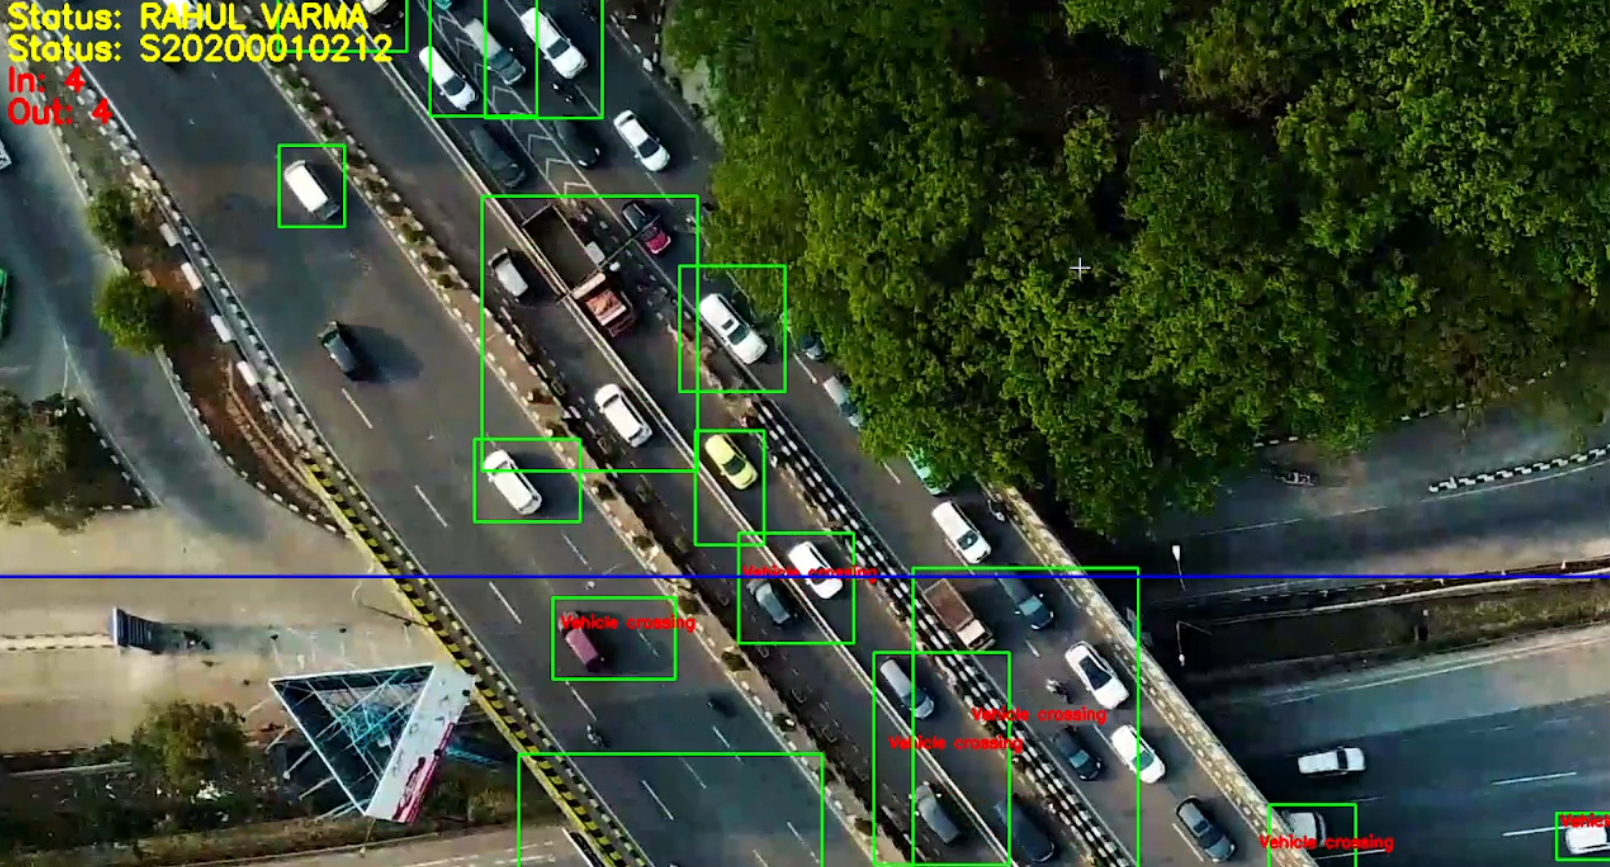 Status: RAHUL VARMA
Status: S20200010212
In: 4
Out: 4
Vehicle crossing
Vehicle crossing
Vehicle crossing
Vehicle crossing
Vehicle crossing